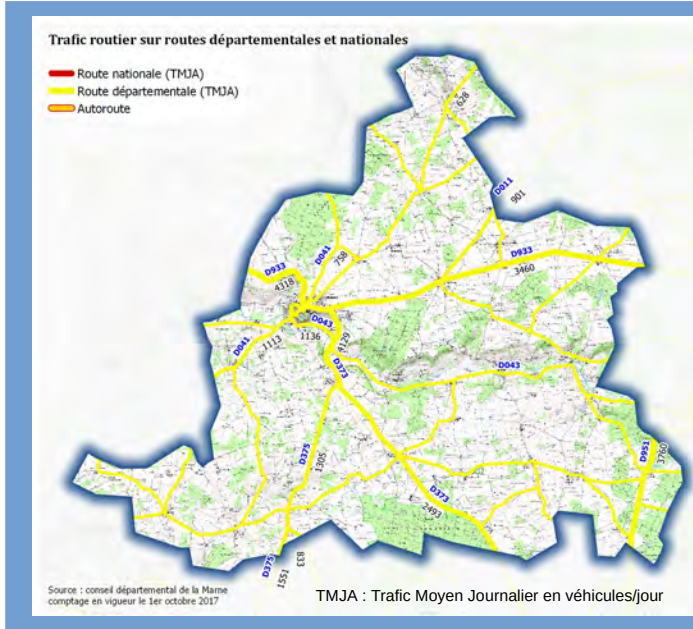 Trafic routier sur routes départementales et nationales
Route nationale (TMJA)
Route départementale (TMJA)
Autoroute
628
D011
901
D041
758
D933
3460
D933
4318
D043
1136
4129
D041
1113
D373
D043
D375
1305
D951
3760
D373
2493
D375
1551
833
Source : conseil départemental de la Marne
comptage en vigueur le 1er octobre 2017
TMJA : Trafic Moyen Journalier en véhicules/jour